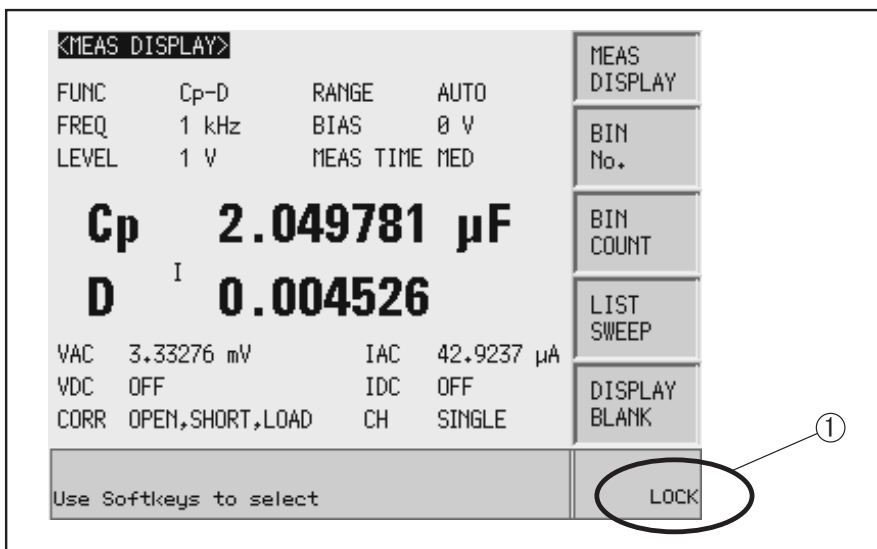 <MEAS DISPLAY>
FUNC Cp-D RANGE AUTO
FREQ 1 kHz BIAS 0 V
LEVEL 1 V MEAS TIME MED
Cp 2.049781 µF
D 0.004526
VAC 3.33276 mV IAC 42.9237 µA
VDC OFF IDC OFF
CORR OPEN,SHORT,LOAD CH SINGLE
Use Softkeys to select
MEAS
DISPLAY
BIN
No.
BIN
COUNT
LIST
SWEEP
DISPLAY
BLANK
LOCK
①